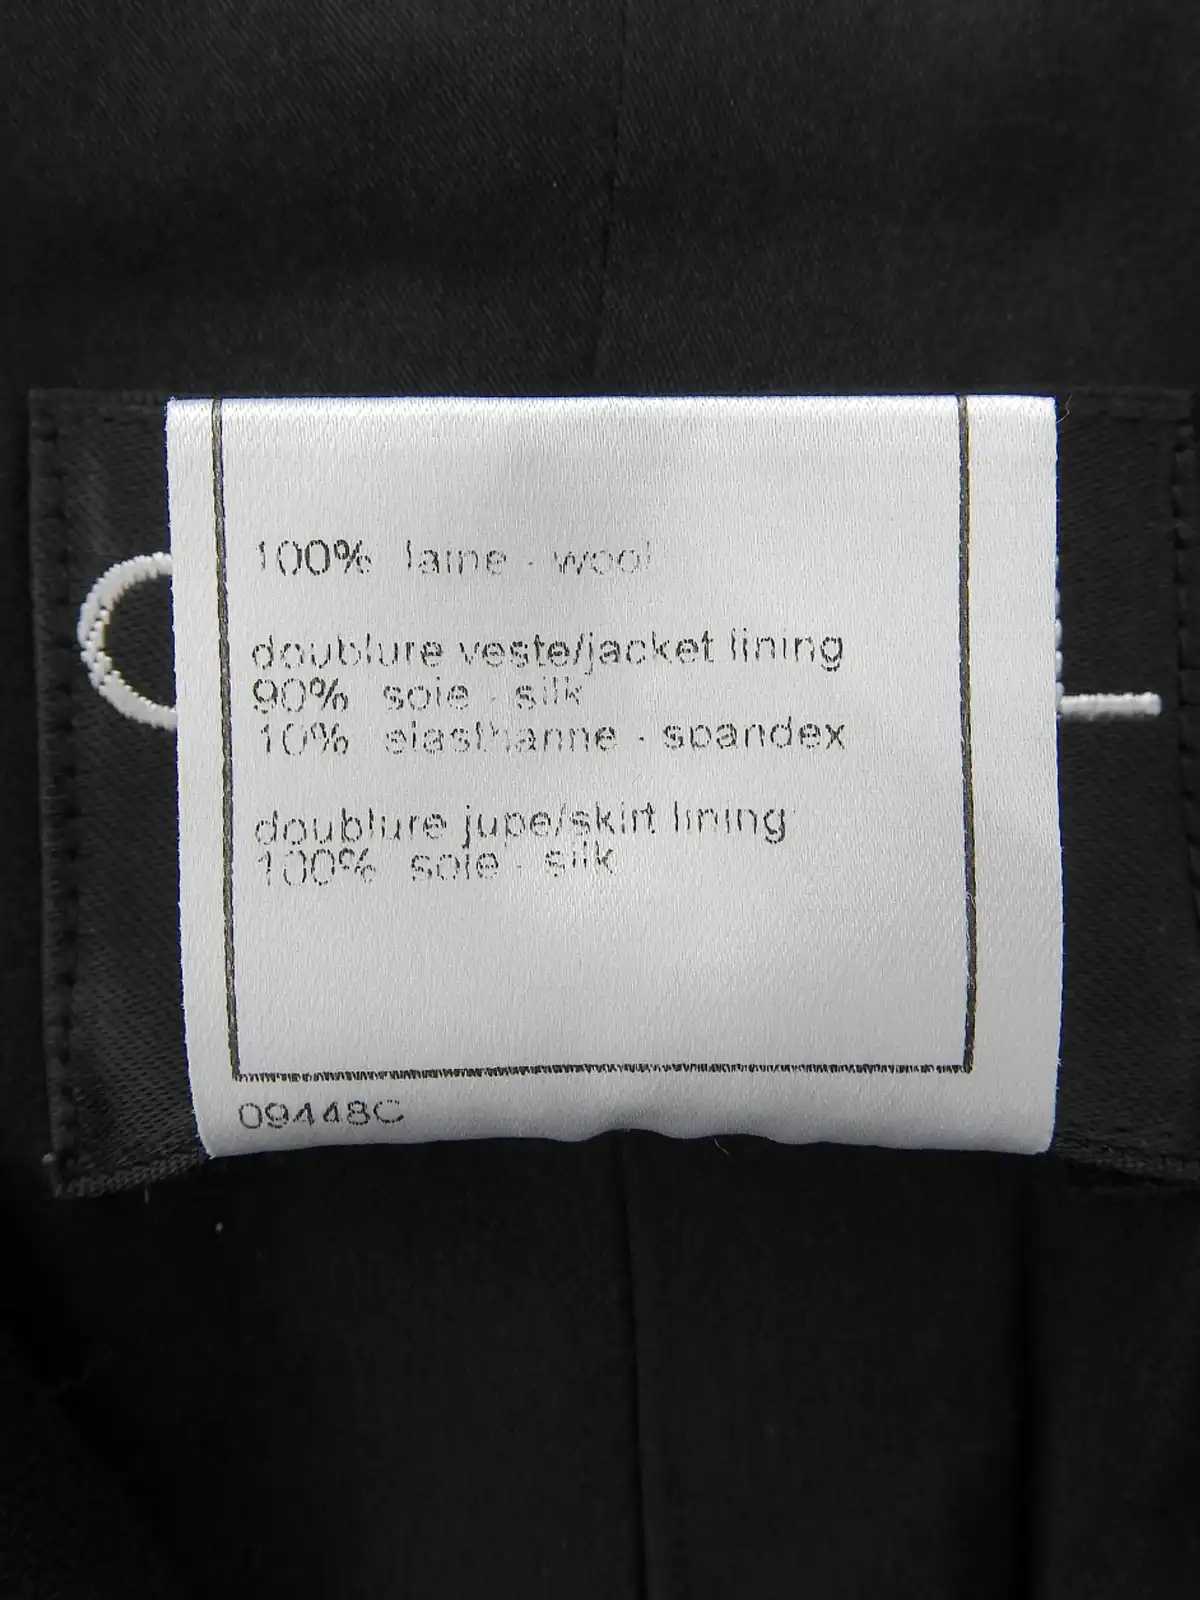 100% laine - wool
doublure veste/jacket lining
90% soie - silk
10% elasthanne - spandex
doublure jupe/skirt lining
100% soie - silk
09448C